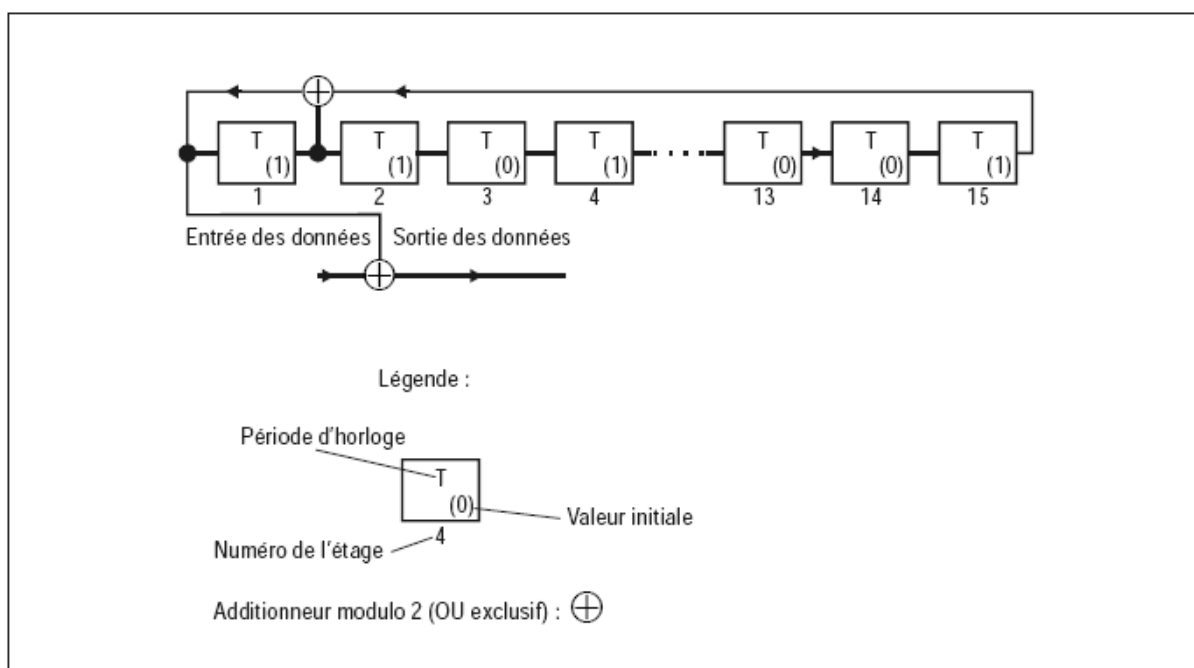 T T T T T T T
(1) (1) (0) (1) (0) (0) (1)
1 2 3 4 13 14 15
Entrée des données Sortie des données
Légende :
Période d'horloge
T
(0)
Valeur initiale
4
Numéro de l'étage
Additionneur modulo 2 (OU exclusif) :